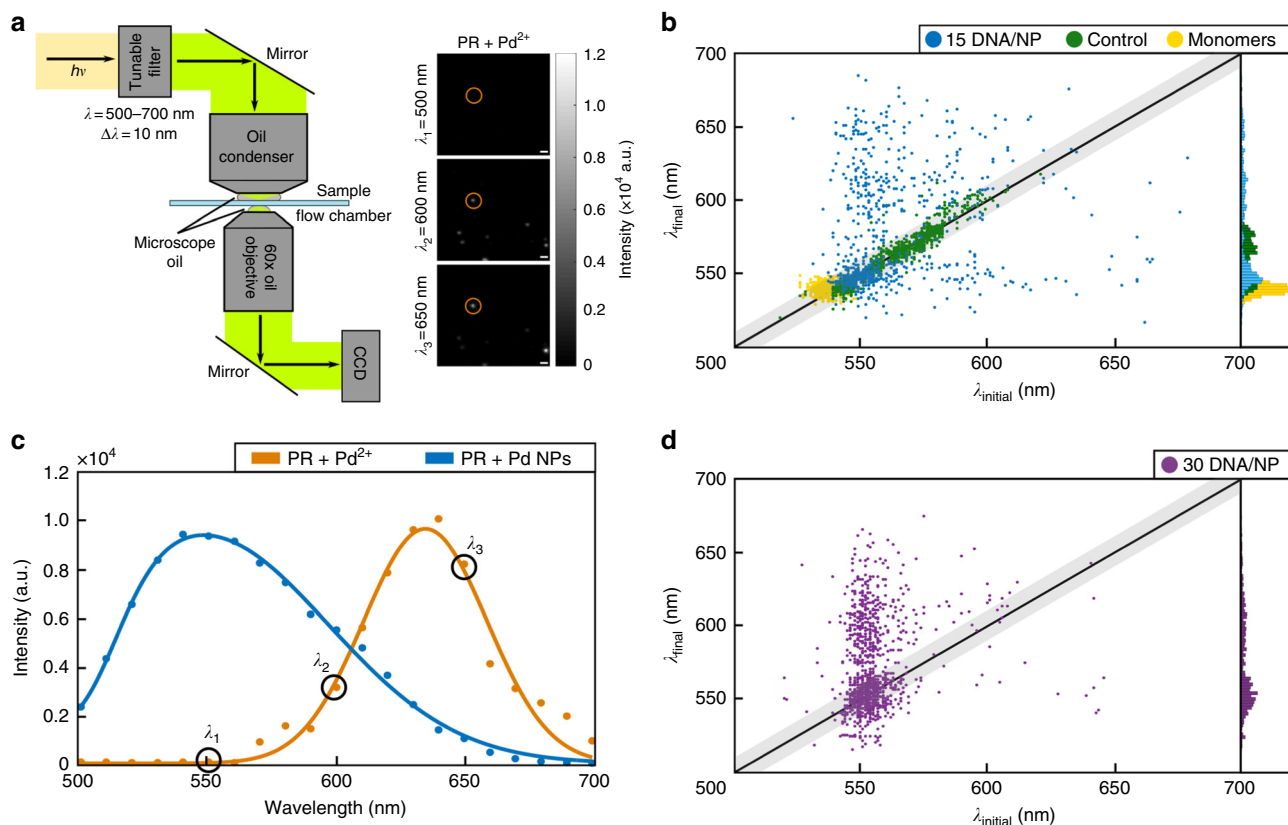 a
hν
Tunable
filter
Mirror
λ = 500–700 nm
Δλ = 10 nm
Oil
condenser
Sample
flow chamber
Microscope
oil
60x oil
objective
Mirror
CCD
PR + Pd²⁺
λ₁ = 500 nm
λ₂ = 600 nm
λ₃ = 650 nm
1.2
1.0
0.8
0.6
0.4
0.2
0
Intensity (×10⁴ a.u.)
b
15 DNA/NP
Control
Monomers
700
650
600
550
500
λfinal (nm)
550
600
650
700
λinitial (nm)
c
×10⁴
PR + Pd²⁺
PR + Pd NPs
1.2
1.0
0.8
0.6
0.4
0.2
0
Intensity (a.u.)
λ₁
λ₂
λ₃
500
550
600
650
700
Wavelength (nm)
d
30 DNA/NP
700
650
600
550
500
λfinal (nm)
550
600
650
700
λinitial (nm)